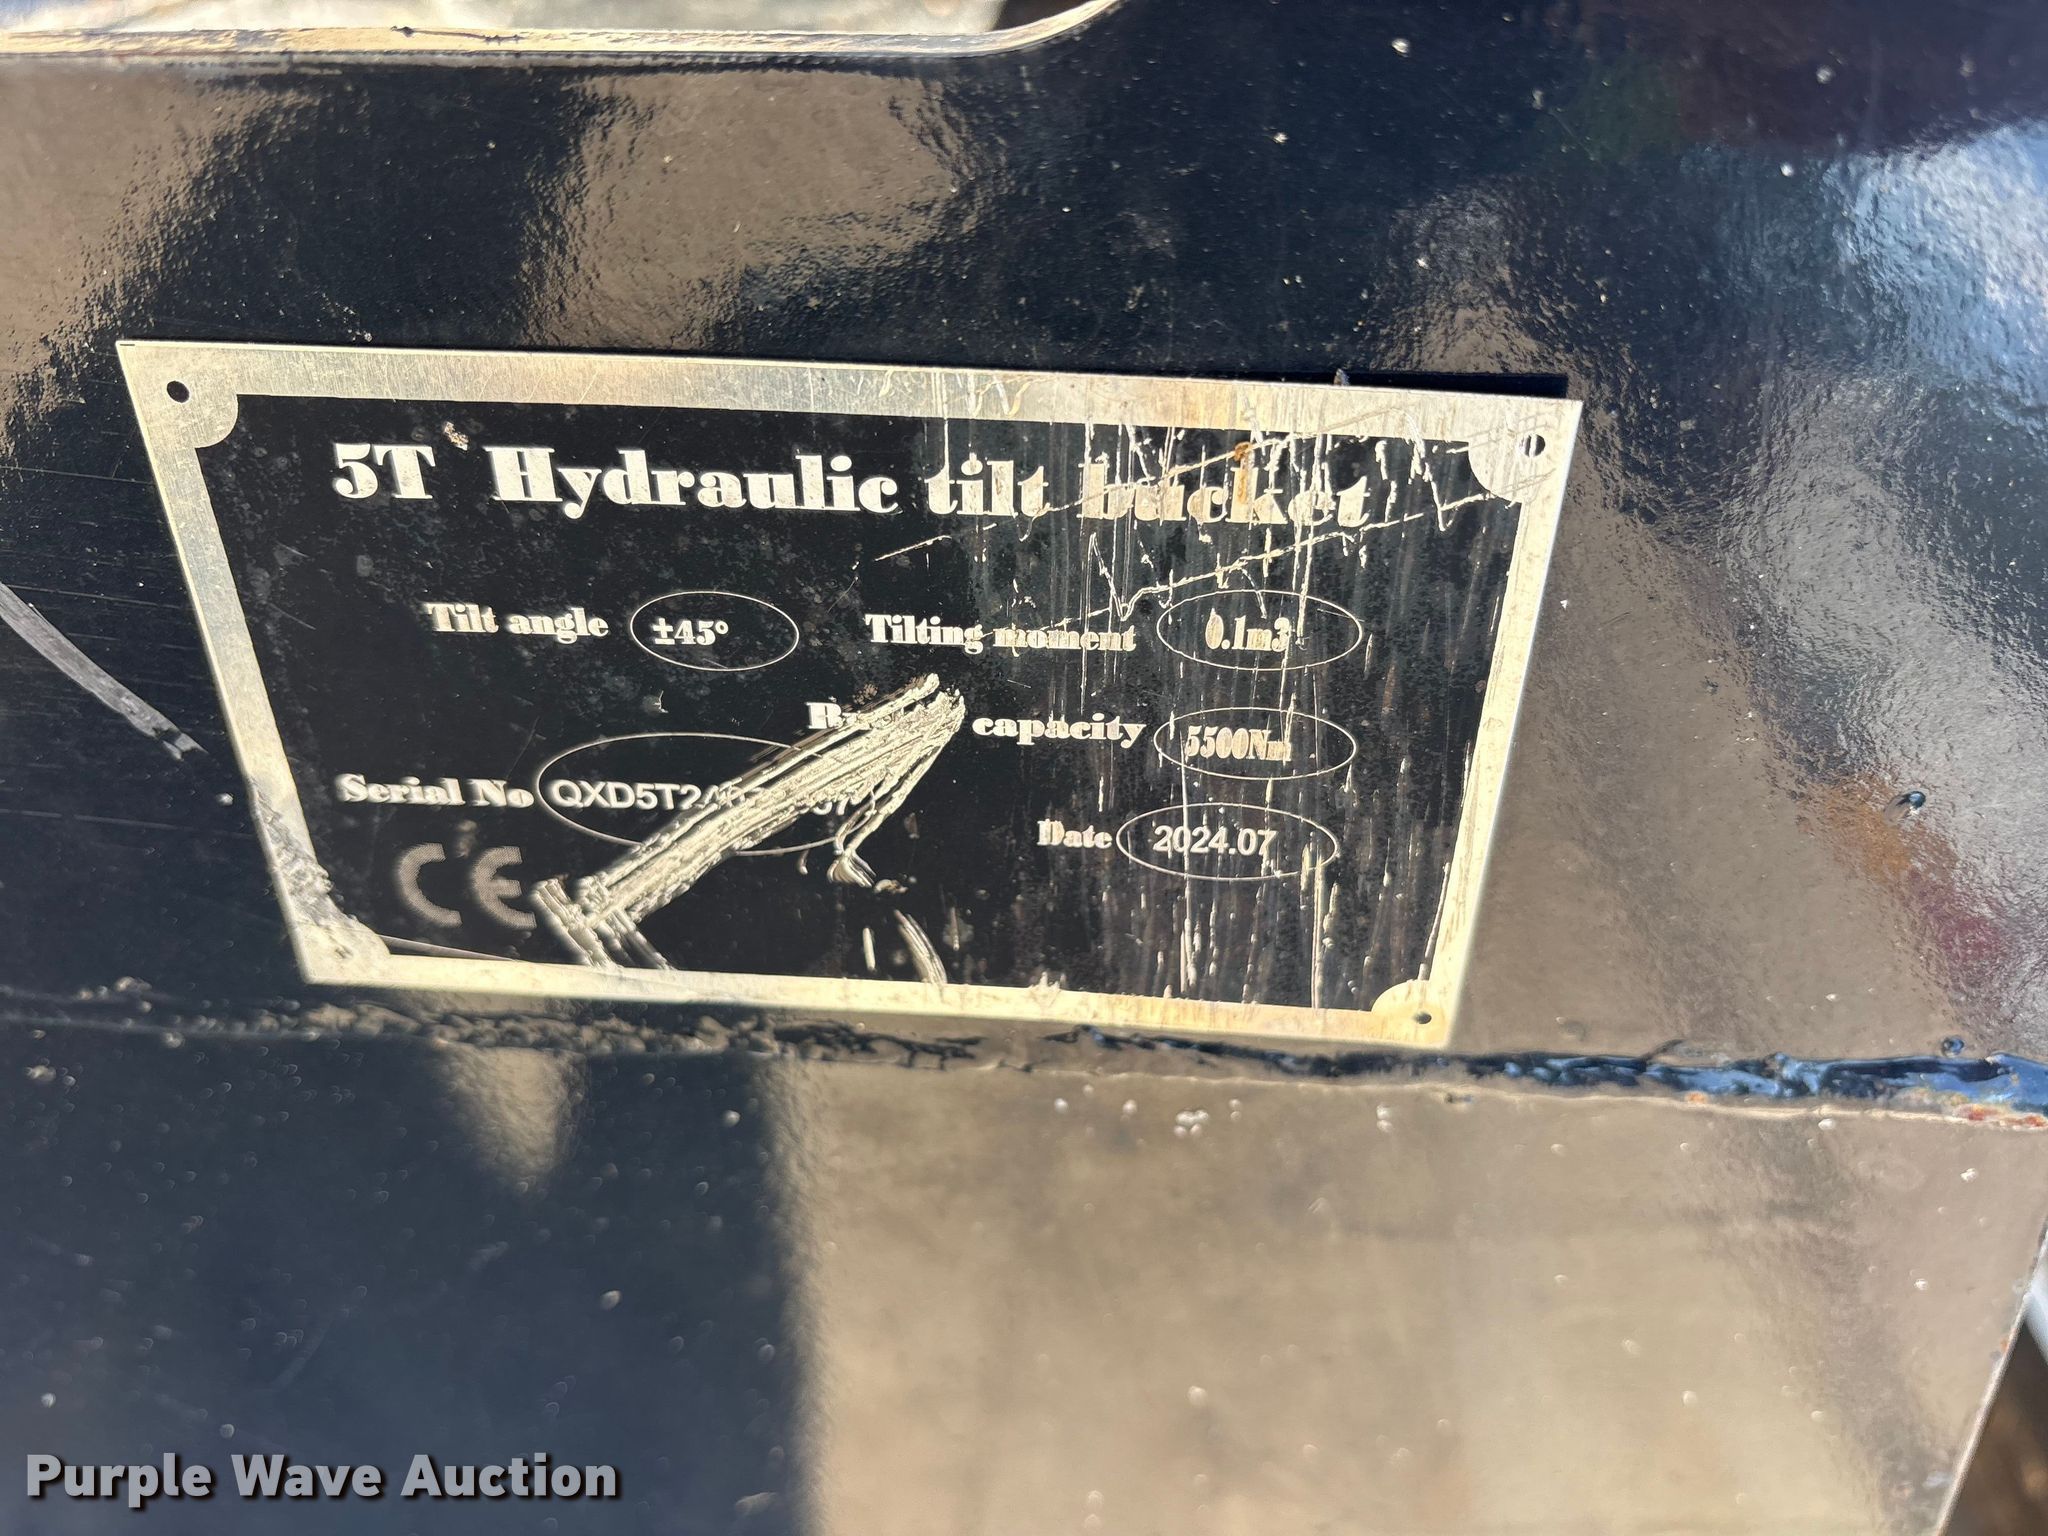 5T Hydraulic tilt bucket
Tilt angle ±45° Tilting moment 0.1m3
capacity 5500Nm
Serial No
Date 2024.07
CE
Purple Wave Auction